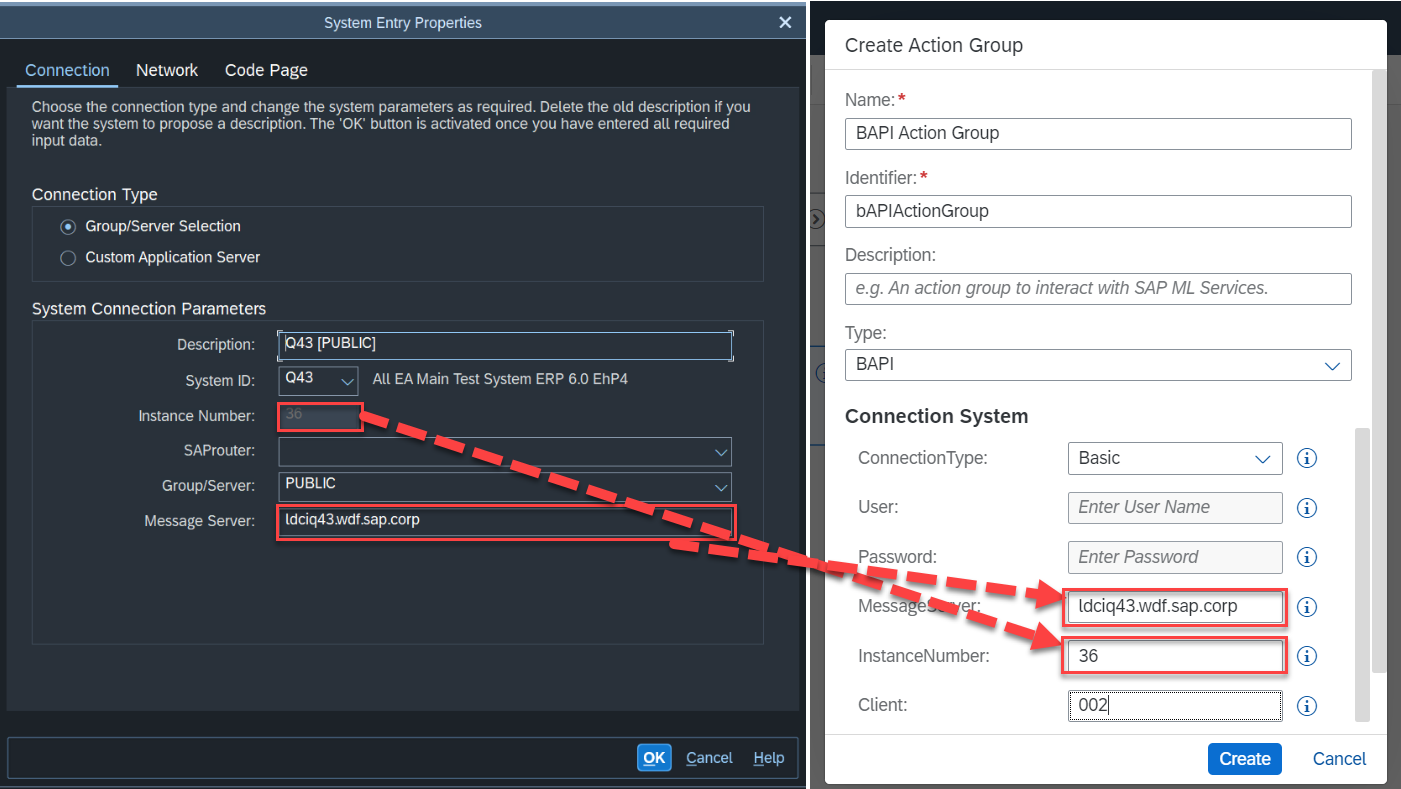 System Entry Properties
Connection Network Code Page
Choose the connection type and change the system parameters as required. Delete the old description if you
want the system to propose a description. The 'OK' button is activated once you have entered all required
input data.
Connection Type
Group/Server Selection
Custom Application Server
System Connection Parameters
Description: Q43 [PUBLIC]
System ID: Q43 All EA Main Test System ERP 6.0 EhP4
Instance Number: 36
SAProuter:
Group/Server: PUBLIC
Message Server: ldciq43.wdf.sap.corp
OK Cancel Help
Create Action Group
Name:*
BAPI Action Group
Identifier:*
bAPIActionGroup
Description:
e.g. An action group to interact with SAP ML Services.
Type:
BAPI
Connection System
ConnectionType: Basic
User: Enter User Name
Password: Enter Password
MessageServer: ldciq43.wdf.sap.corp
InstanceNumber: 36
Client: 002
Create Cancel